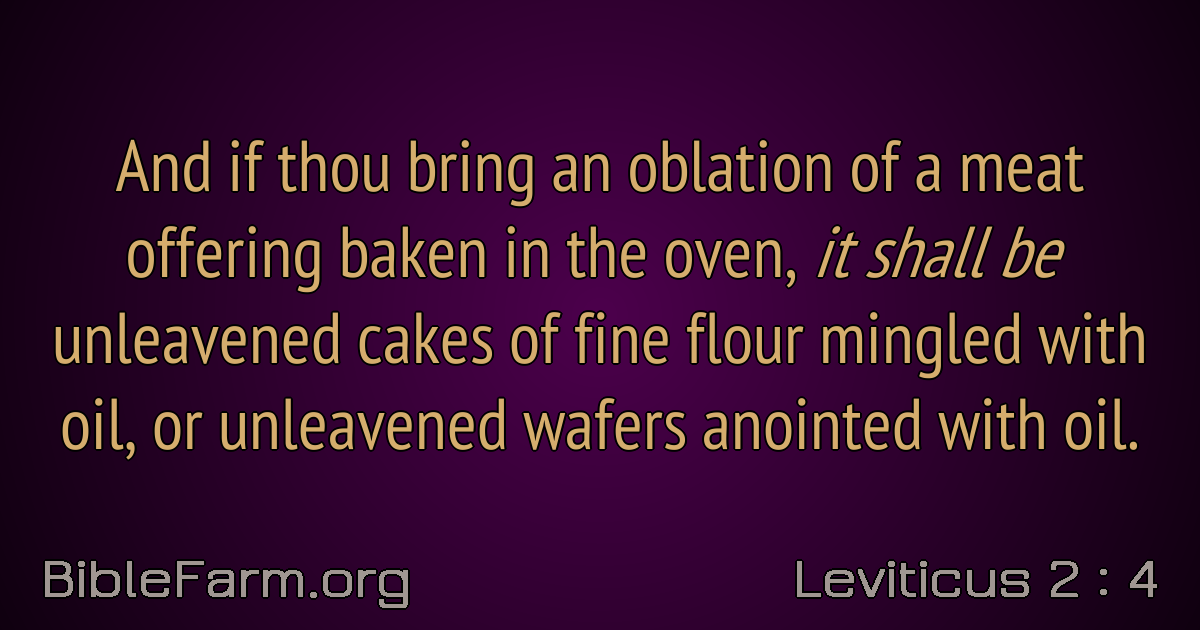 And if thou bring an oblation of a meat
offering baken in the oven, it shall be
unleavened cakes of fine flour mingled with
oil, or unleavened wafers anointed with oil.
BibleFarm.org
Leviticus 2 : 4